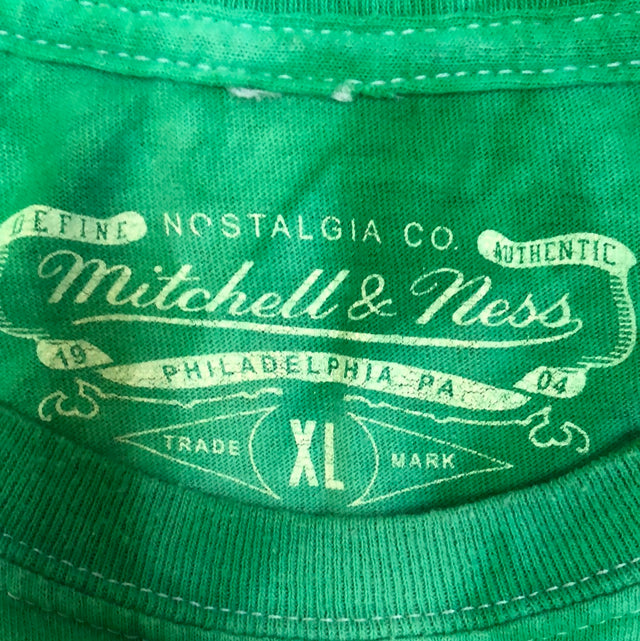 NOSTALGIA CO.
DEFINE AUTHENTIC
Mitchell & Ness
19 PHILADELPHIA PA 04
TRADE XL MARK